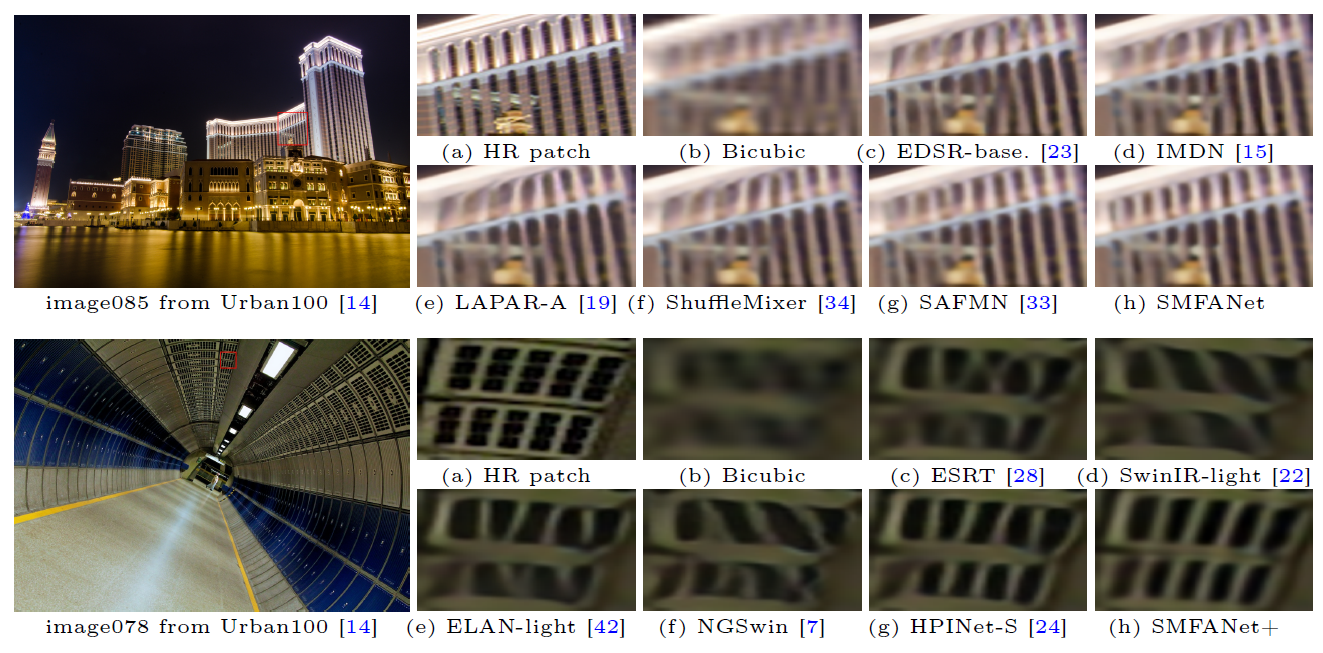 (a) HR patch (b) Bicubic (c) EDSR-base. [23] (d) IMDN [15]
image085 from Urban100 [14] (e) LAPAR-A [19] (f) ShuffleMixer [34] (g) SAFMN [33] (h) SMFANet
(a) HR patch (b) Bicubic (c) ESRT [28] (d) SwinIR-light [22]
image078 from Urban100 [14] (e) ELAN-light [42] (f) NGSwin [7] (g) HPINet-S [24] (h) SMFANet+